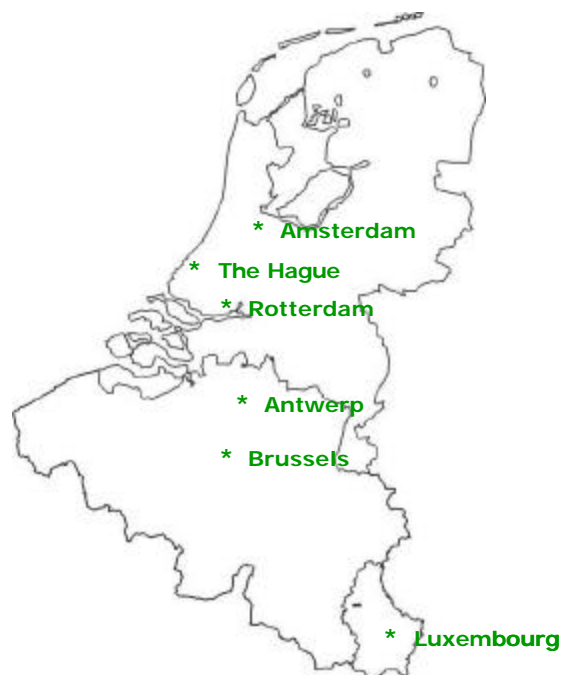 * Amsterdam
* The Hague
* Rotterdam
* Antwerp
* Brussels
* Luxembourg